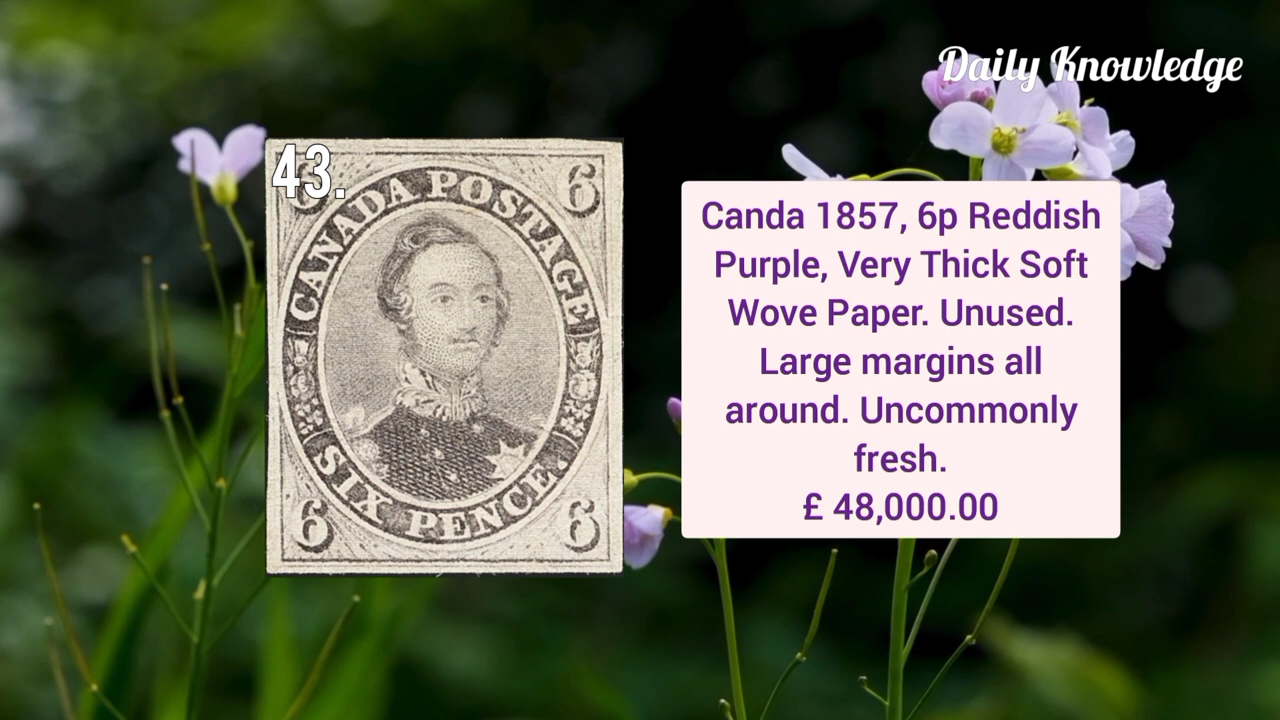 Daily Knowledge
43.
6
CANADA POSTAGE
SIX PENCE.
6 6
Canda 1857, 6p Reddish
Purple, Very Thick Soft
Wove Paper. Unused.
Large margins all
around. Uncommonly
fresh.
£ 48,000.00